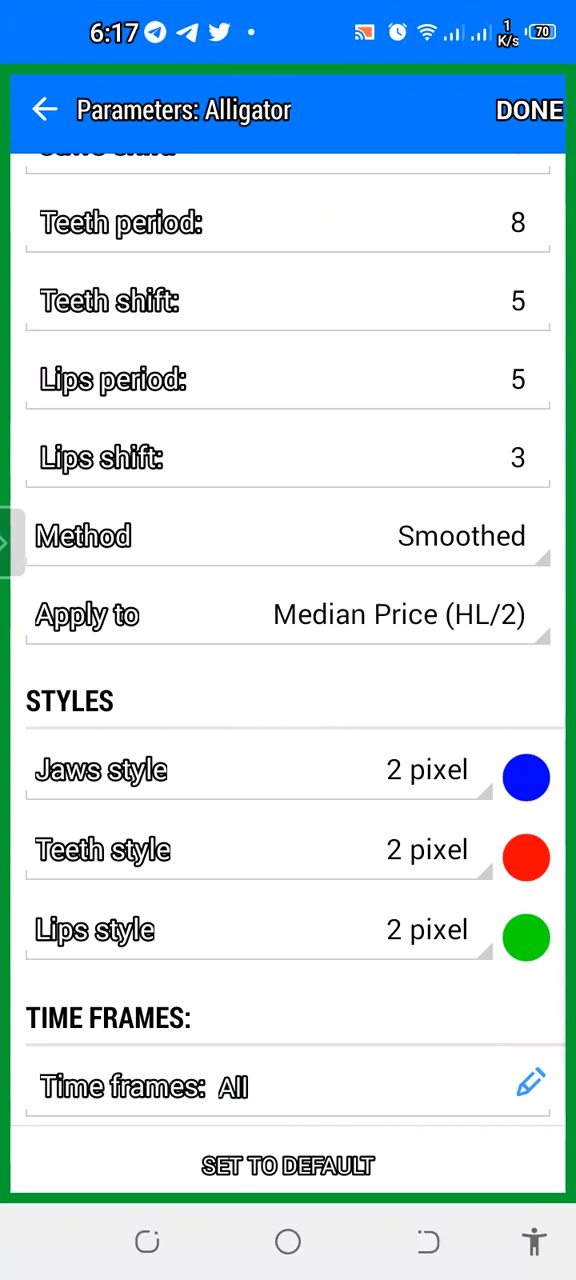 6:17
1
K/s
70
Parameters: Alligator
DONE
Teeth period: 8
Teeth shift: 5
Lips period: 5
Lips shift: 3
Method Smoothed
Apply to Median Price (HL/2)
STYLES
Jaws style 2 pixel
Teeth style 2 pixel
Lips style 2 pixel
TIME FRAMES:
Time frames: All
SET TO DEFAULT